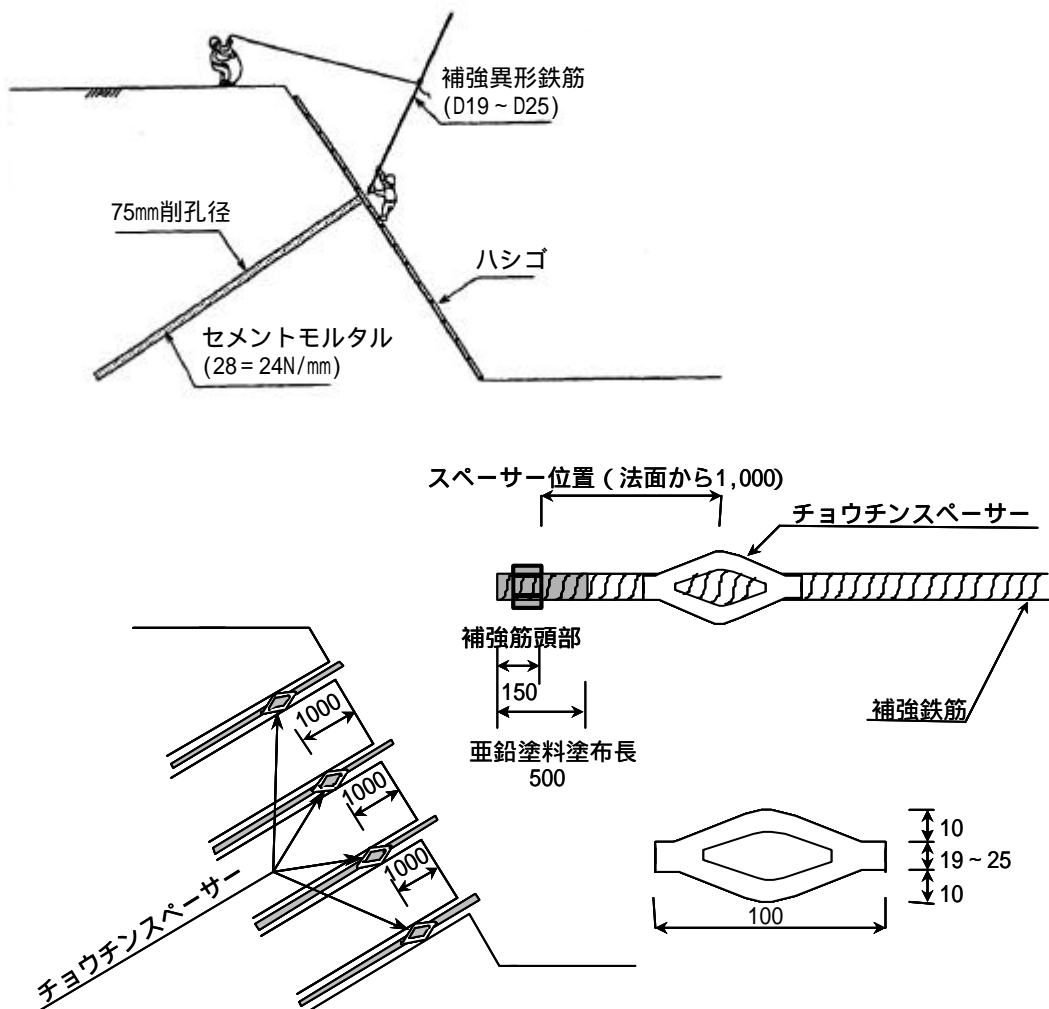 補強異形鉄筋
(D19～D25)
75㎜削孔径
ハシゴ
セメントモルタル
(28＝24N/㎜)
スペーサー位置（法面から1,000)
チョウチンスペーサー
補強筋頭部
150
補強鉄筋
亜鉛塗料塗布長
500
1000
1000
1000
チョウチンスペーサー
10
19～25
10
100